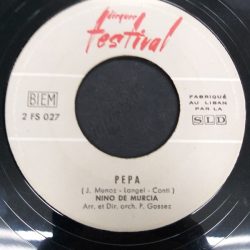 disques
festival
BIEM
2 FS 027
FABRIQUÉ
AU LIBAN
PAR LA
SLD
PEPA
( J. Munoz - Langel - Conti )
NINO DE MURCIA
Arr. et Dir. orch. P. Gossez